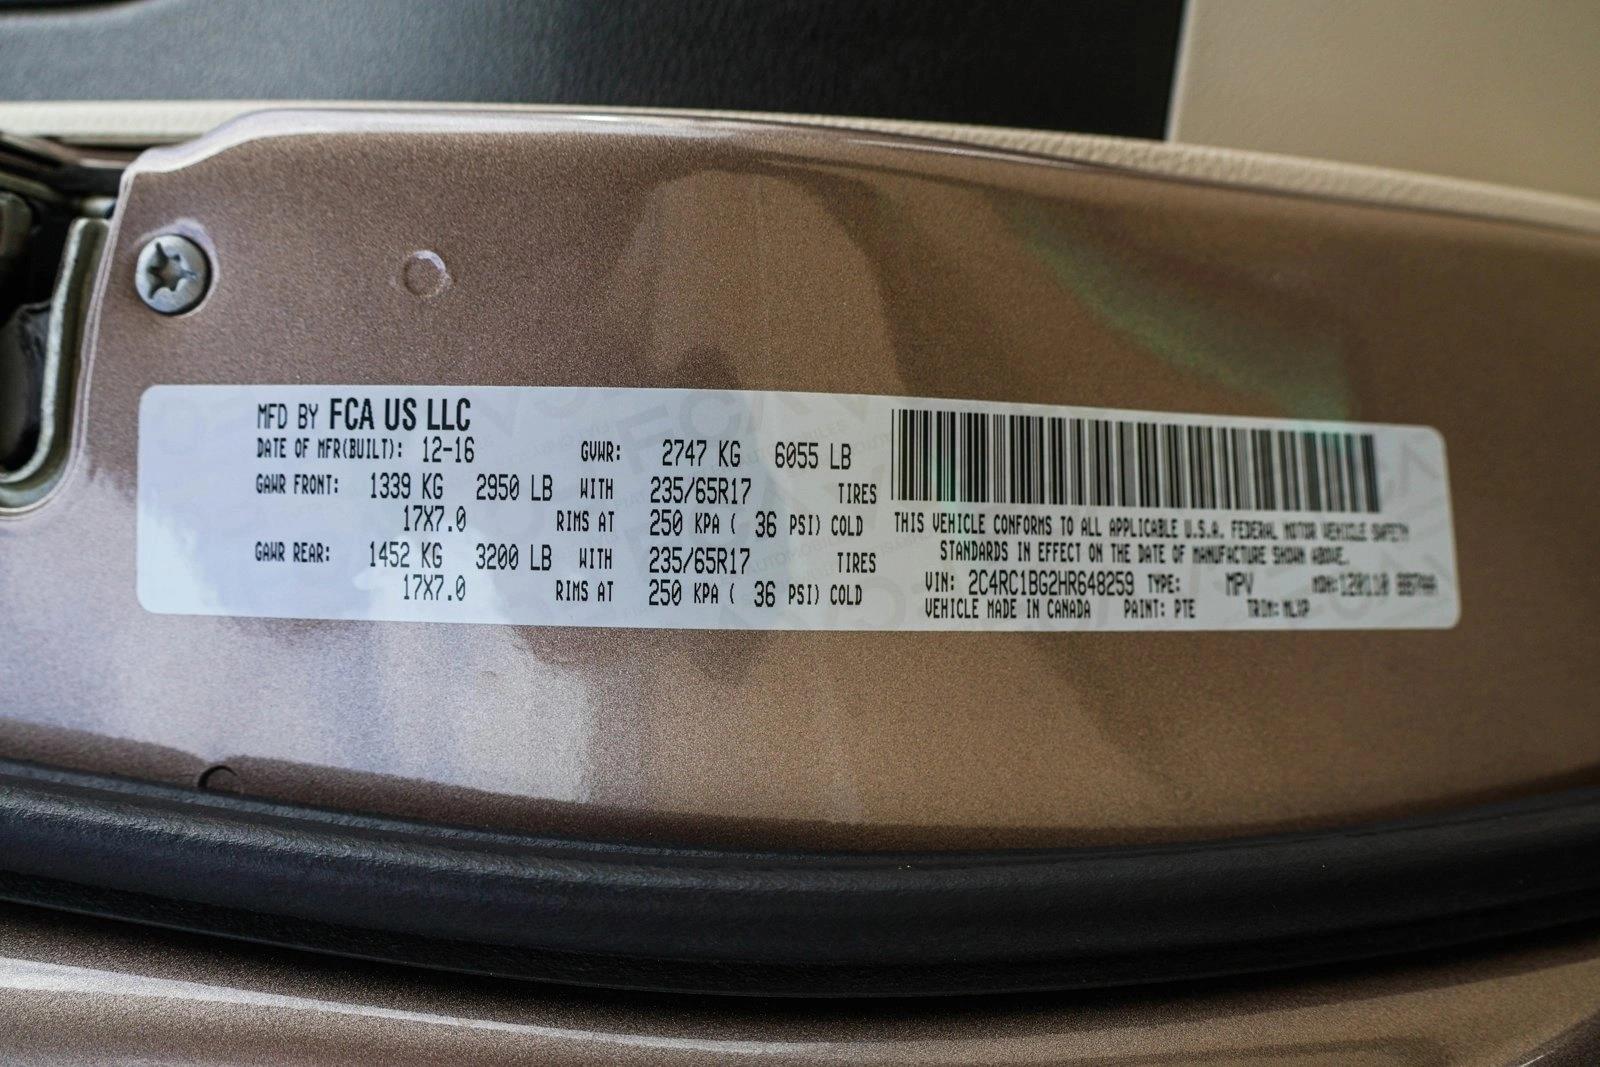 MFD BY FCA US LLC
DATE OF MFR(BUILT): 12-16 GVWR: 2747 KG 6055 LB
GAWR FRONT: 1339 KG 2950 LB WITH 235/65R17 TIRES
17X7.0 RIMS AT 250 KPA ( 36 PSI) COLD
GAWR REAR: 1452 KG 3200 LB WITH 235/65R17 TIRES
17X7.0 RIMS AT 250 KPA ( 36 PSI) COLD
THIS VEHICLE CONFORMS TO ALL APPLICABLE U.S.A. FEDERAL MOTOR VEHICLE SAFETY
STANDARDS IN EFFECT ON THE DATE OF MANUFACTURE SHOWN ABOVE.
VIN: 2C4RC1BG2HR648259 TYPE: MPV MDH: 120110
VEHICLE MADE IN CANADA PAINT: PTE TRIM: